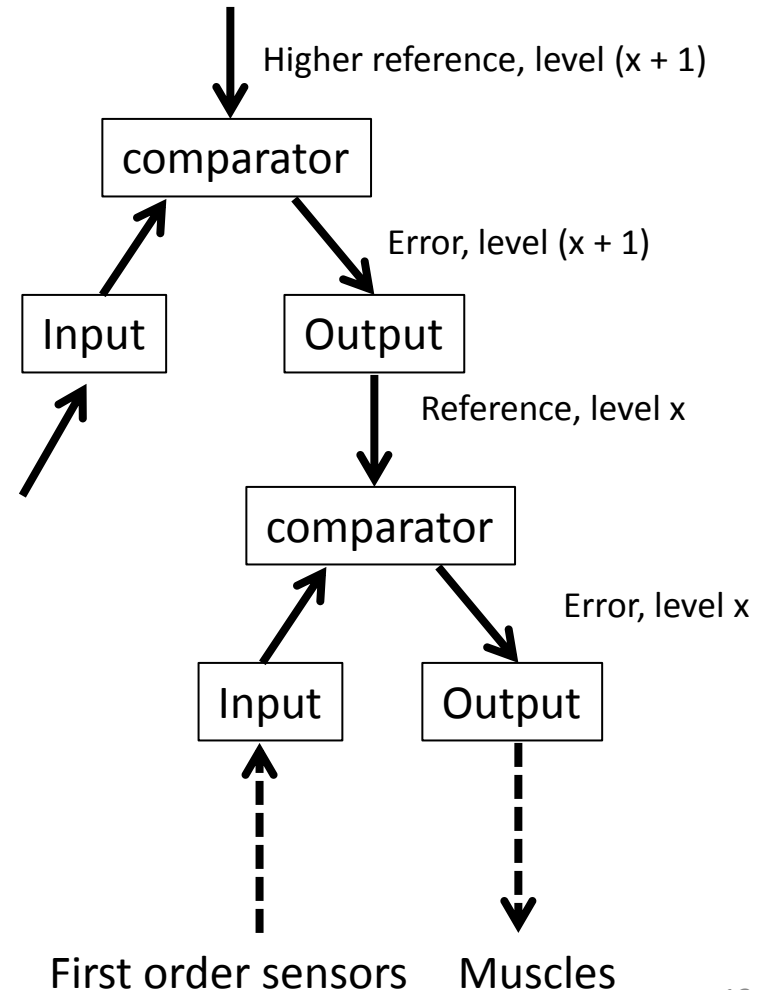 Higher reference, level (x + 1)
comparator
Error, level (x + 1)
Input
Output
Reference, level x
comparator
Error, level x
Input
Output
First order sensors
Muscles